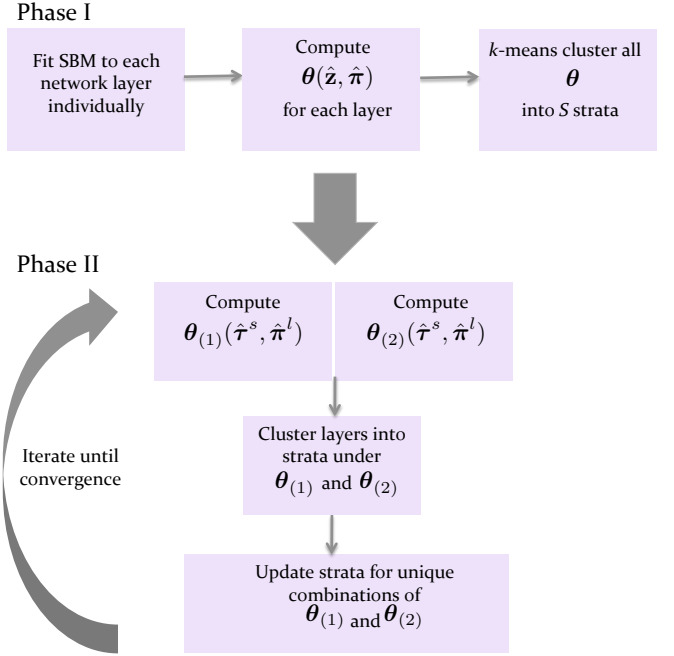 Phase I
Fit SBM to each
network layer
individually
Compute
θ(ẑ, π̂)
for each layer
k-means cluster all
θ
into S strata
Phase II
Compute
θ₍₁₎(τ̂ˢ, π̂ˡ)
Compute
θ₍₂₎(τ̂ˢ, π̂ˡ)
Cluster layers into
strata under
θ₍₁₎ and θ₍₂₎
Iterate until
convergence
Update strata for unique
combinations of
θ₍₁₎ and θ₍₂₎